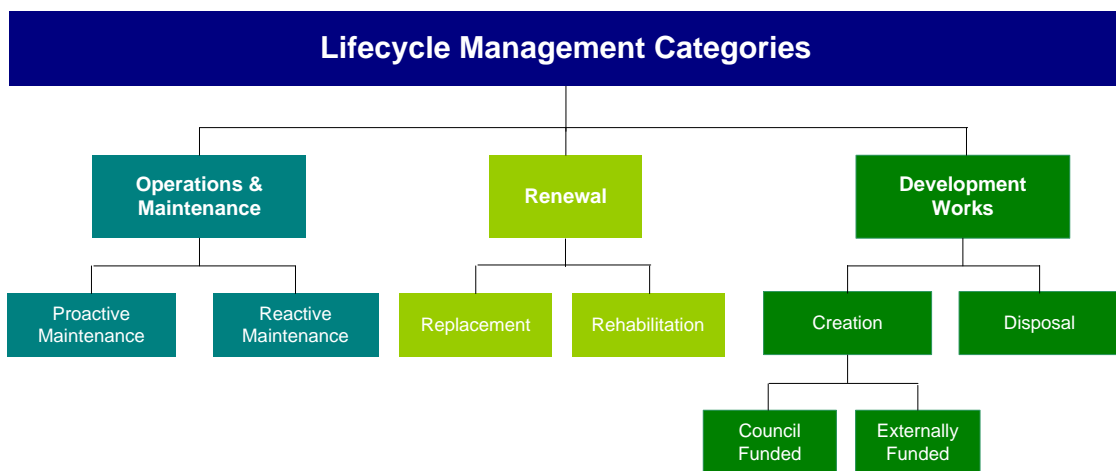 Lifecycle Management Categories
Operations &
Maintenance
Renewal
Development
Works
Proactive
Maintenance
Reactive
Maintenance
Replacement
Rehabilitation
Creation
Disposal
Council
Funded
Externally
Funded